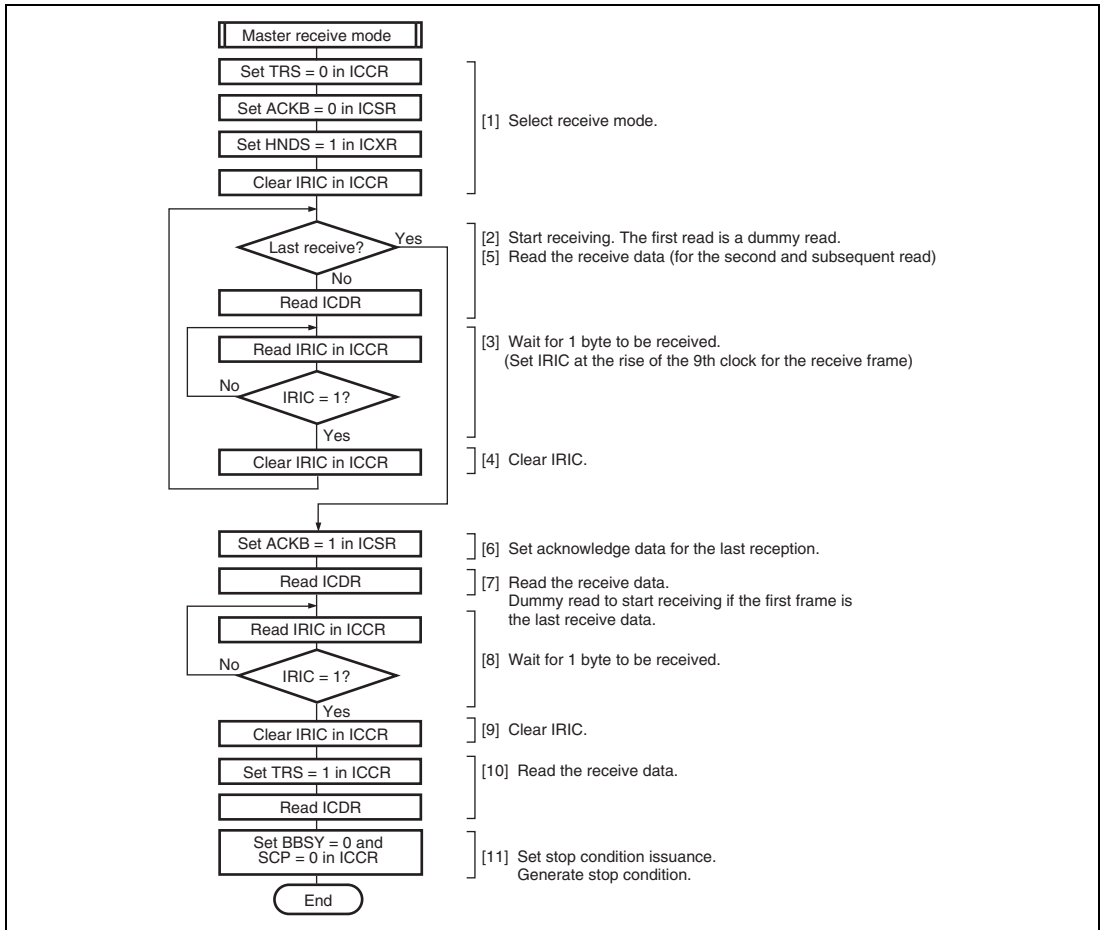 Master receive mode
Set TRS = 0 in ICCR
Set ACKB = 0 in ICSR
[1] Select receive mode.
Set HNDS = 1 in ICXR
Clear IRIC in ICCR
Last receive?
Yes
[2] Start receiving. The first read is a dummy read.
[5] Read the receive data (for the second and subsequent read)
No
Read ICDR
Read IRIC in ICCR
[3] Wait for 1 byte to be received.
(Set IRIC at the rise of the 9th clock for the receive frame)
No
IRIC = 1?
Yes
Clear IRIC in ICCR
[4] Clear IRIC.
Set ACKB = 1 in ICSR
[6] Set acknowledge data for the last reception.
Read ICDR
[7] Read the receive data.
Dummy read to start receiving if the first frame is
the last receive data.
Read IRIC in ICCR
[8] Wait for 1 byte to be received.
No
IRIC = 1?
Yes
Clear IRIC in ICCR
[9] Clear IRIC.
Set TRS = 1 in ICCR
[10] Read the receive data.
Read ICDR
Set BBSY = 0 and
SCP = 0 in ICCR
[11] Set stop condition issuance.
Generate stop condition.
End